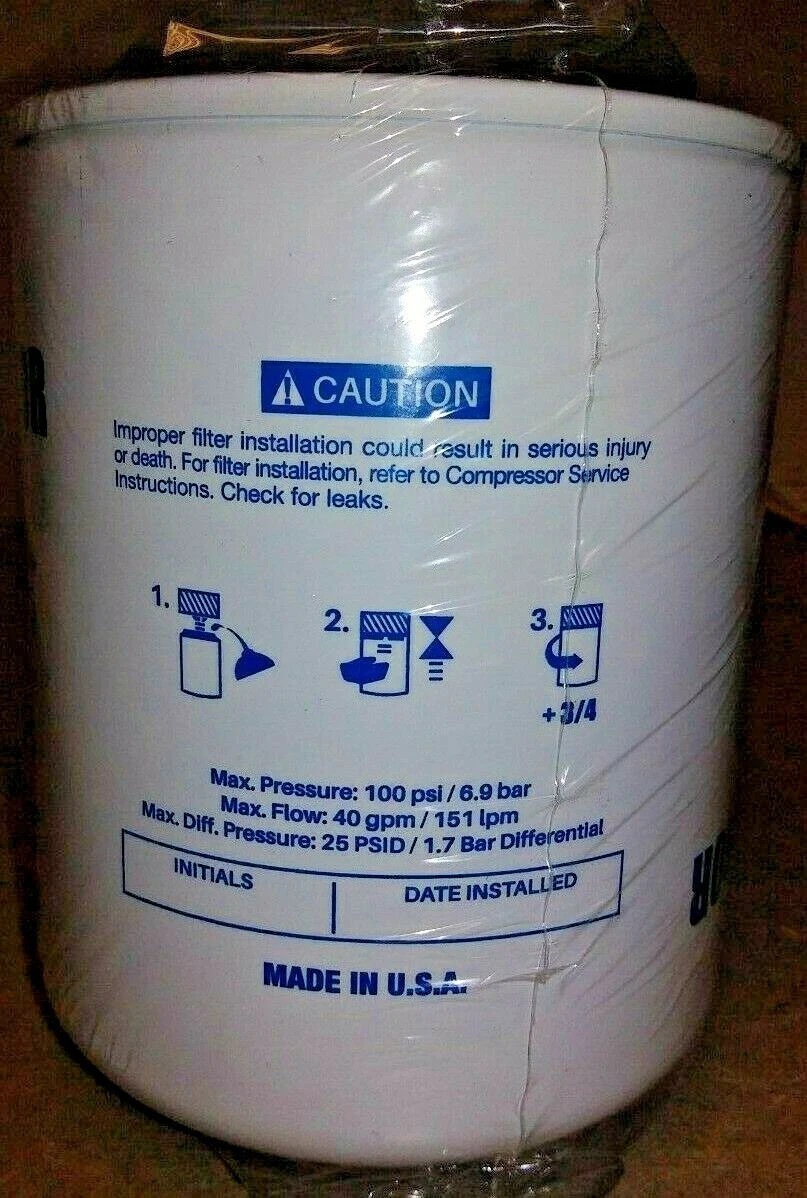 CAUTION
Improper filter installation could result in serious injury
or death. For filter installation, refer to Compressor Service
Instructions. Check for leaks.
1. 2. 3.
+3/4
Max. Pressure: 100 psi / 6.9 bar
Max. Flow: 40 gpm / 151 lpm
Max. Diff. Pressure: 25 PSID / 1.7 Bar Differential
INITIALS DATE INSTALLED
MADE IN U.S.A.